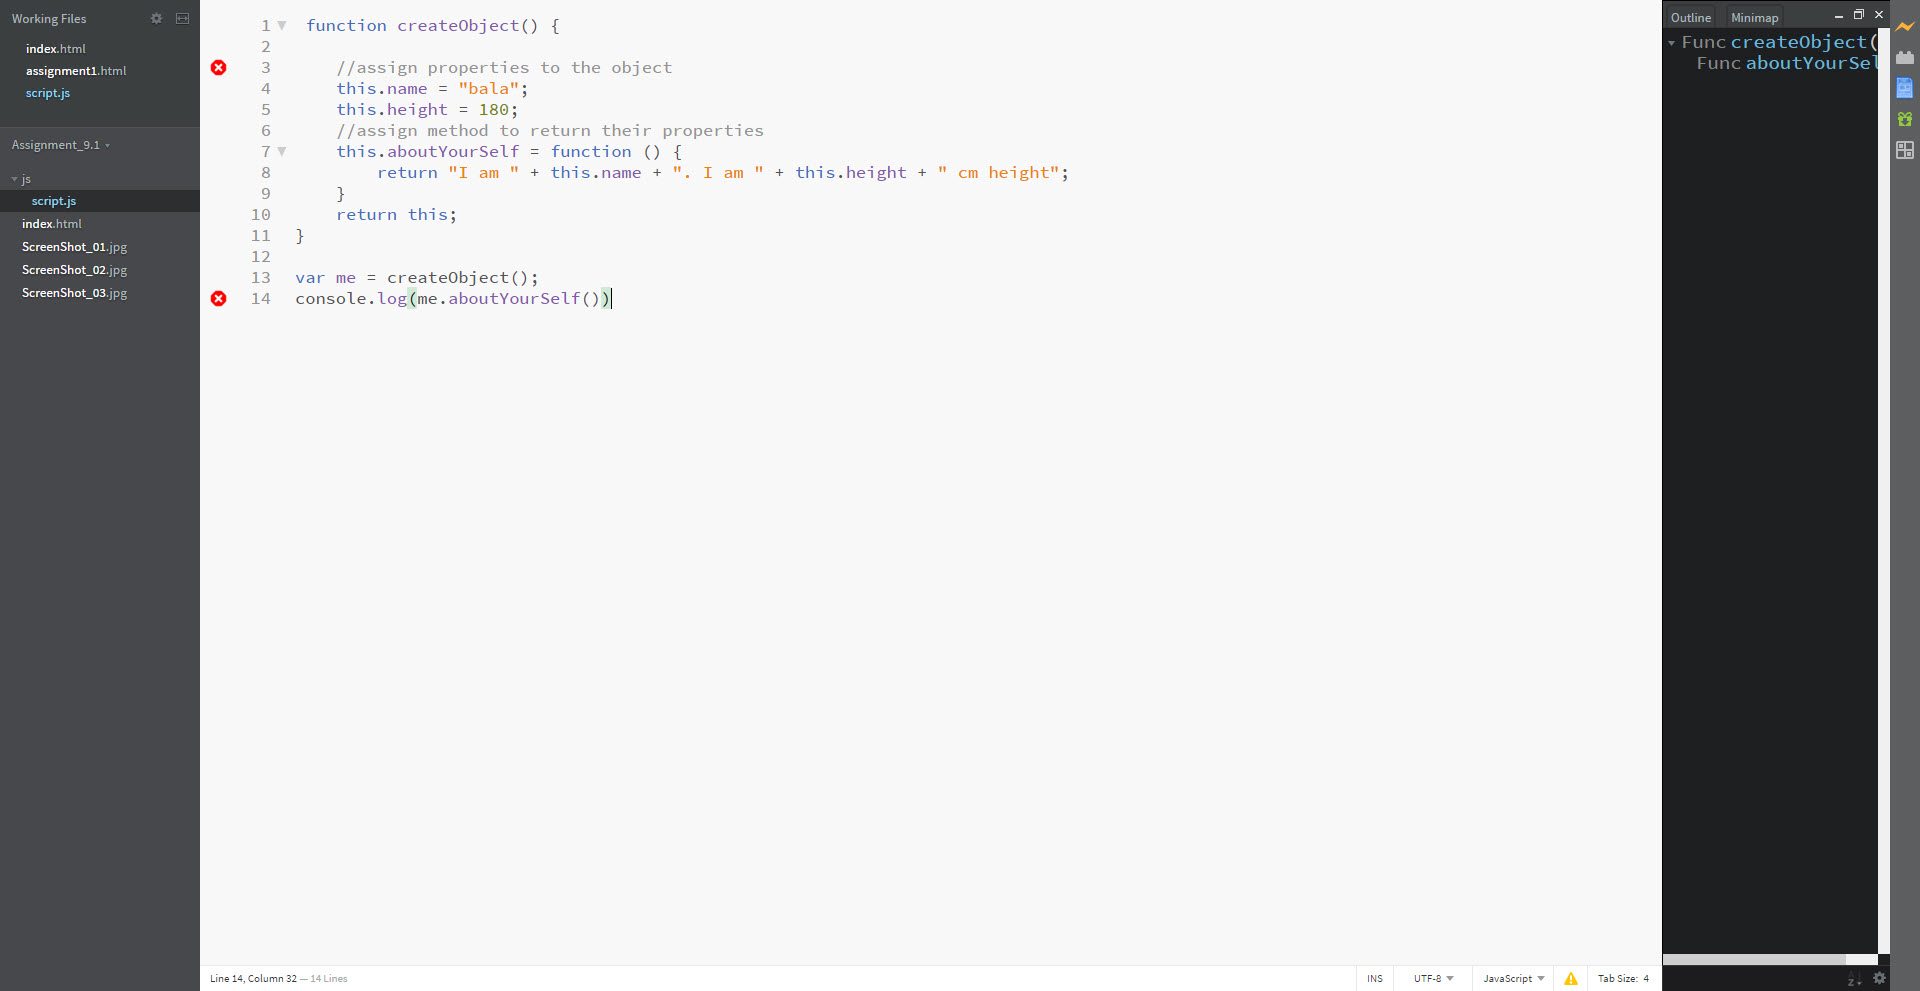 Working Files
index.html
assignment1.html
script.js
Assignment_9.1
js
script.js
index.html
ScreenShot_01.jpg
ScreenShot_02.jpg
ScreenShot_03.jpg
1 function createObject() {
2
3 //assign properties to the object
4 this.name = "bala";
5 this.height = 180;
6 //assign method to return their properties
7 this.aboutYourSelf = function () {
8 return "I am " + this.name + ". I am " + this.height + " cm height";
9 }
10 return this;
11 }
12
13 var me = createObject();
14 console.log(me.aboutYourSelf())
Line 14, Column 32 — 14 Lines
INS UTF-8 JavaScript Tab Size: 4
Outline Minimap
Func createObject(
Func aboutYourSel